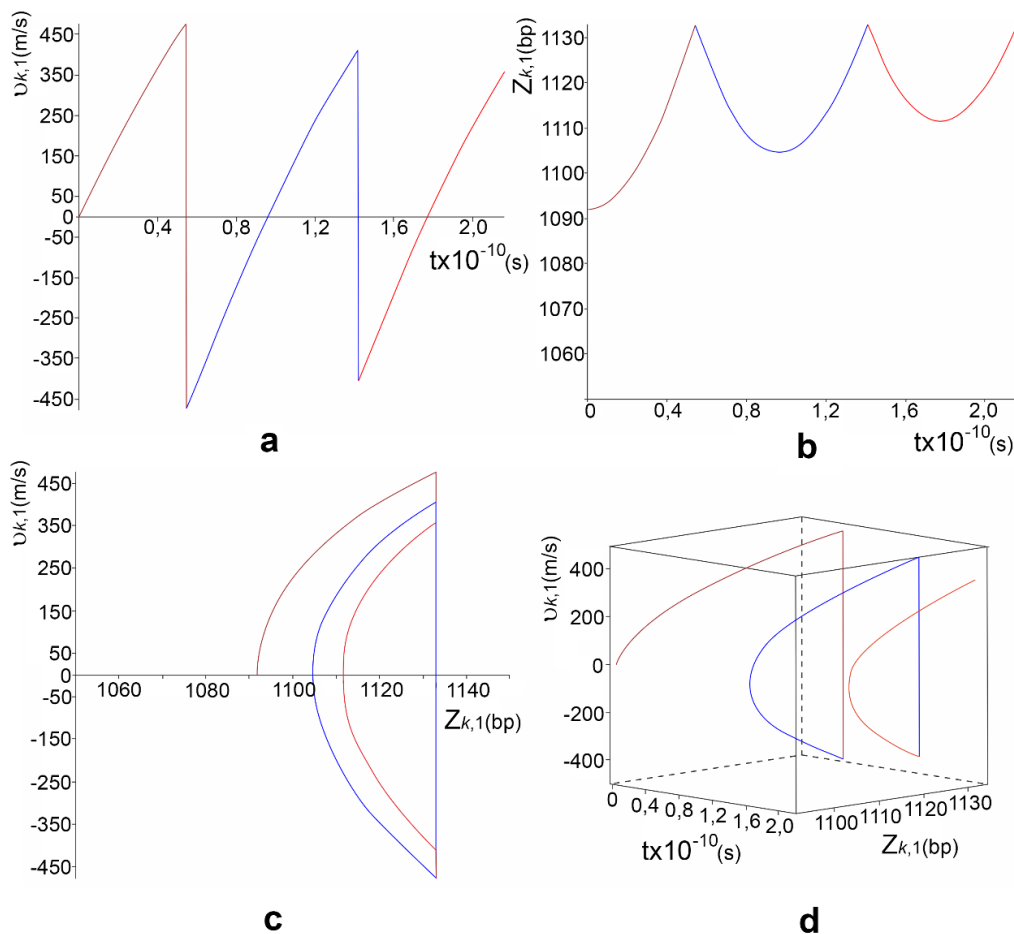 υk,1(m/s)
450
350
250
150
50
0
-50
-150
-250
-350
-450
0,4 0,8 1,2 1,6 2,0
tx10-10(s)
a
Zk,1(bp)
1130
1120
1110
1100
1090
1080
1070
1060
0 0,4 0,8 1,2 1,6 2,0
tx10-10(s)
b
υk,1(m/s)
450
350
250
150
50
0
-50
-150
-250
-350
-450
1060 1080 1100 1120 1140
Zk,1(bp)
c
υk,1(m/s)
400
200
0
-200
-400
0 0,4 0,8 1,2 1,6 2,0
tx10-10(s)
1100 1110 1120 1130
Zk,1(bp)
d